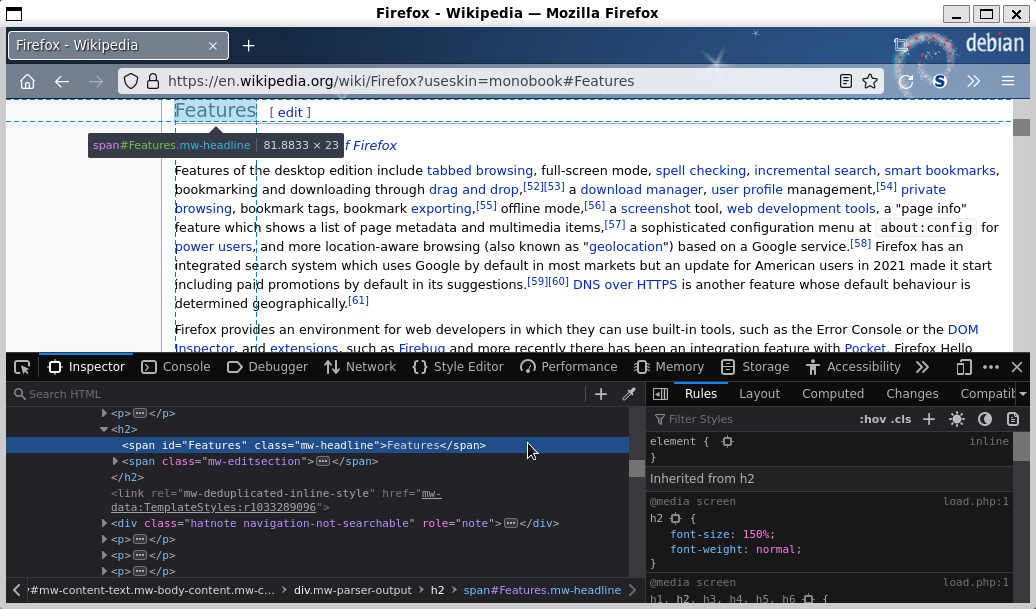 Firefox - Wikipedia — Mozilla Firefox
Firefox - Wikipedia
debian
https://en.wikipedia.org/wiki/Firefox?useskin=monobook#Features
Features [ edit ]
span#Features.mw-headline 81.8833 × 23
of Firefox
Features of the desktop edition include tabbed browsing, full-screen mode, spell checking, incremental search, smart bookmarks,
bookmarking and downloading through drag and drop,[52][53] a download manager, user profile management,[54] private
browsing, bookmark tags, bookmark exporting,[55] offline mode,[56] a screenshot tool, web development tools, a "page info"
feature which shows a list of page metadata and multimedia items,[57] a sophisticated configuration menu at about:config for
power users, and more location-aware browsing (also known as "geolocation") based on a Google service.[58] Firefox has an
integrated search system which uses Google by default in most markets but an update for American users in 2021 made it start
including paid promotions by default in its suggestions.[59][60] DNS over HTTPS is another feature whose default behaviour is
determined geographically.[61]
Firefox provides an environment for web developers in which they can use built-in tools, such as the Error Console or the DOM
Inspector, and extensions, such as Firebug and more recently there has been an integration feature with Pocket. Firefox Hello
Inspector Console Debugger Network Style Editor Performance Memory Storage Accessibility
Search HTML
<p>⋯</p>
<h2>
<span id="Features" class="mw-headline">Features</span>
<span class="mw-editsection">⋯</span>
</h2>
<link rel="mw-deduplicated-inline-style" href="mw-
data:TemplateStyles:r1033289096">
<div class="hatnote navigation-not-searchable" role="note">⋯</div>
<p>⋯</p>
<p>⋯</p>
<p>⋯</p>
#mw-content-text.mw-body-content.mw-c... div.mw-parser-output h2 span#Features.mw-headline
Rules Layout Computed Changes Compatib
Filter Styles :hov .cls
element { inline
}
Inherited from h2
@media screen load.php:1
h2 {
font-size: 150%;
font-weight: normal;
}
@media screen load.php:1
h1, h2, h3, h4, h5, h6 {